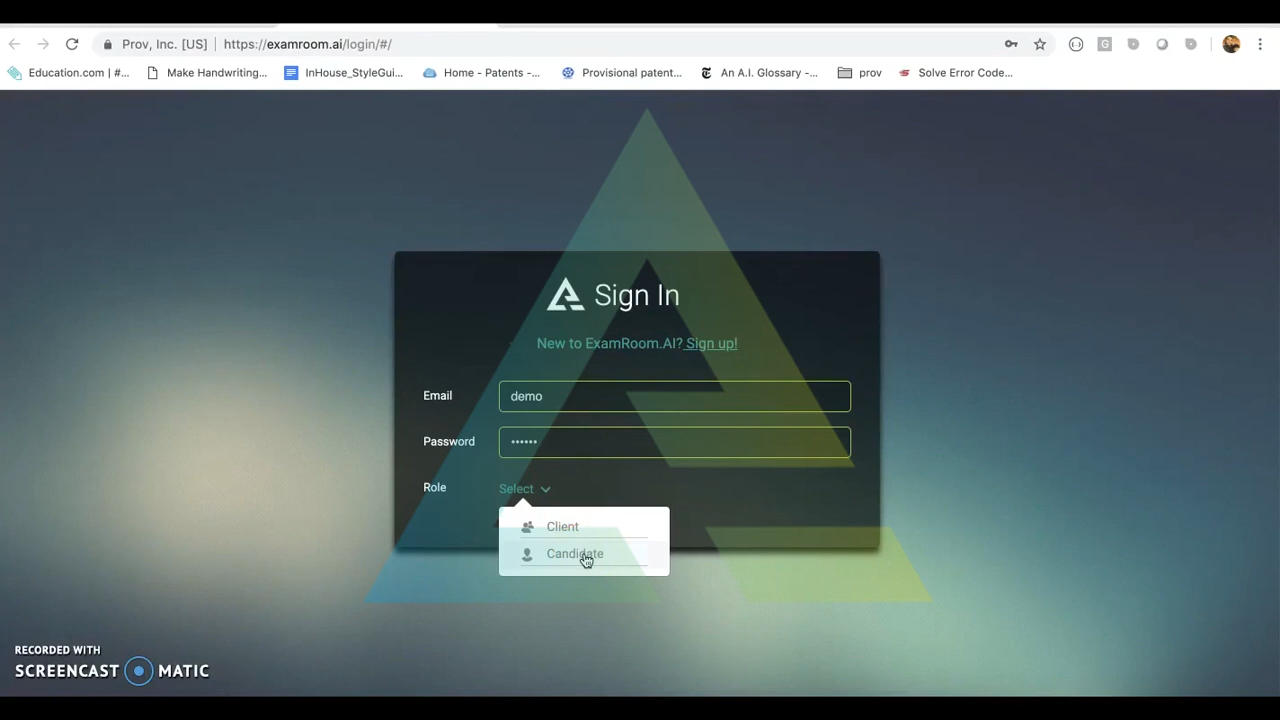 Prov, Inc. [US] https://examroom.ai/login/#/
Education.com | #... Make Handwriting... InHouse_StyleGui... Home - Patents -... Provisional patent... An A.I. Glossary -... prov Solve Error Code...
Sign In
New to ExamRoom.AI? Sign up!
Email demo
Password ••••••
Role Select
Client
Candidate
RECORDED WITH
SCREENCAST MATIC